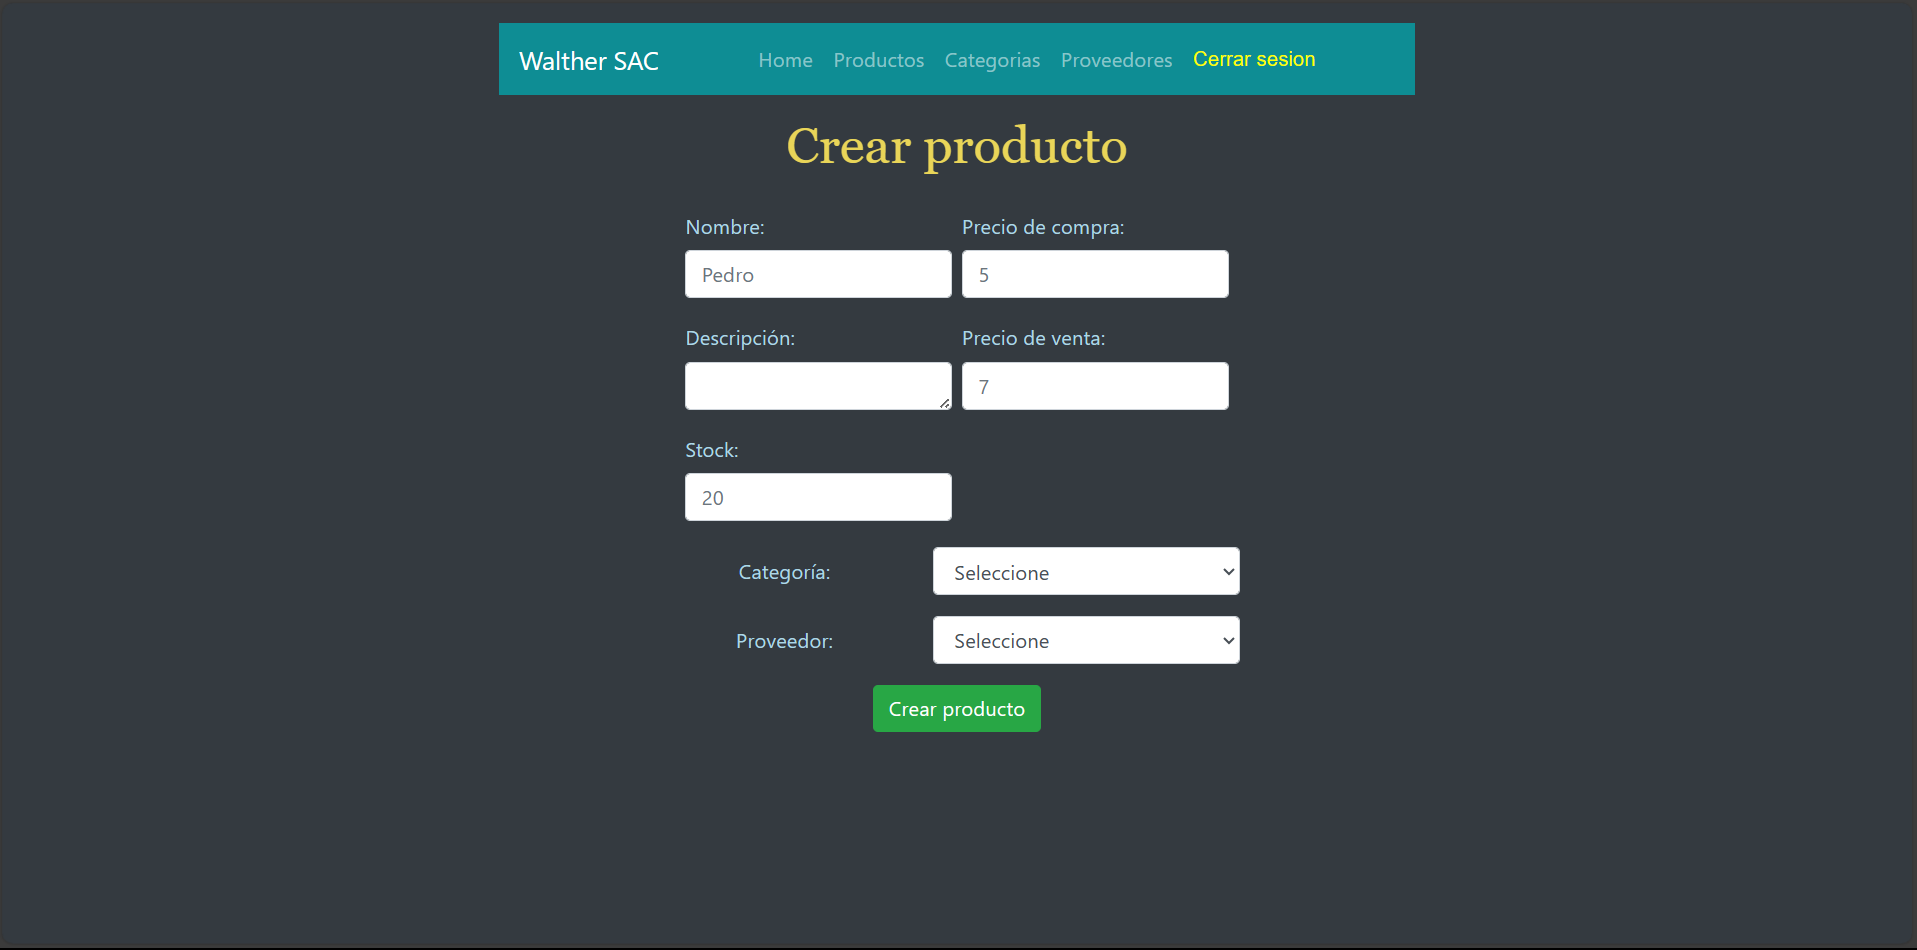 Walther SAC Home Productos Categorias Proveedores Cerrar sesion
Crear producto
Nombre: Precio de compra:
Pedro 5
Descripción: Precio de venta:
7
Stock:
20
Categoría: Seleccione
Proveedor: Seleccione
Crear producto